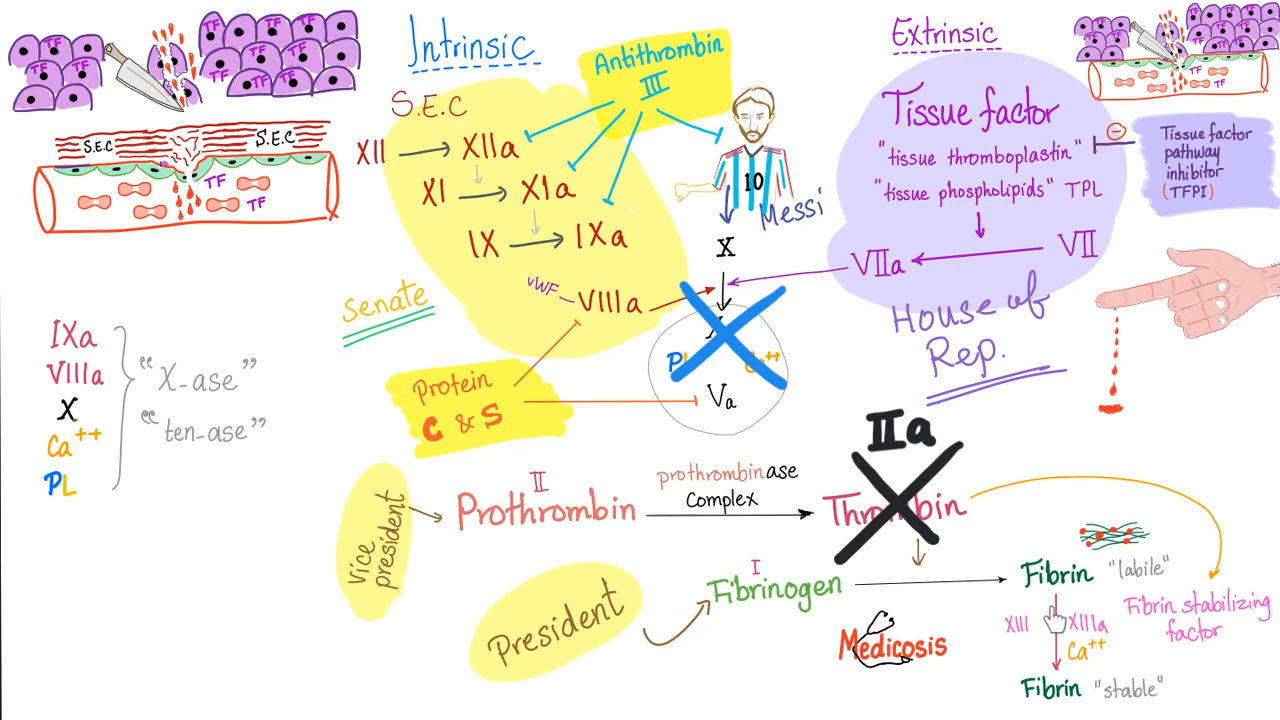 TF TF TF TF
TF TF TF
TF TF TF
S.E.C S.E.C
TF
TF
Intrinsic
Antithrombin
III
S.E.C
XII XIIa
XI XIa
IX IXa
vWF VIIIa
Senate
10
Messi
X
PL Ca++
Va
Protein
C & S
Extrinsic
Tissue factor
"tissue thromboplastin"
"tissue phospholipids" TPL
VIIa VII
House of
Rep.
TF
TF
Tissue factor
pathway
inhibitor
(TFPI)
IXa
VIIIa
X
Ca++
PL
"X-ase"
"ten-ase"
Vice
president
II
Prothrombin
prothrombinase
Complex
IIa
Thrombin
President
I
Fibrinogen
Fibrin "labile"
XIII XIIIa
Ca++
Fibrin "stable"
Fibrin stabilizing
factor
Medicosis